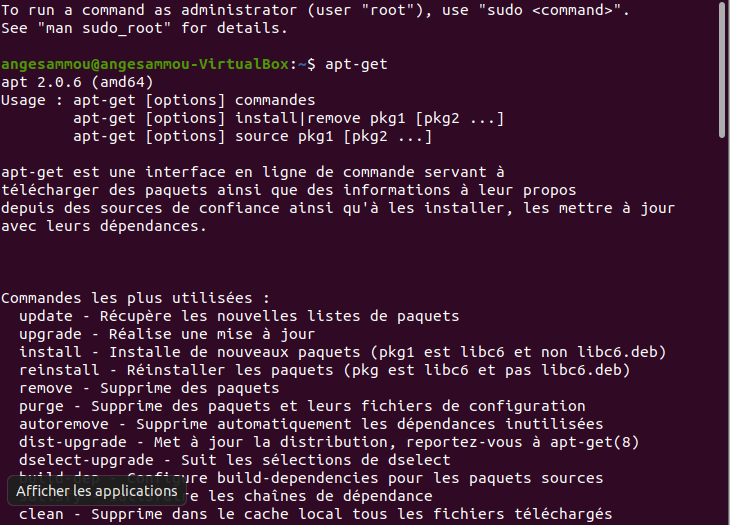 To run a command as administrator (user "root"), use "sudo <command>".
See "man sudo_root" for details.
angesammou@angesammou-VirtualBox:~$ apt-get
apt 2.0.6 (amd64)
Usage : apt-get [options] commandes
apt-get [options] install|remove pkg1 [pkg2 ...]
apt-get [options] source pkg1 [pkg2 ...]
apt-get est une interface en ligne de commande servant à
télécharger des paquets ainsi que des informations à leur propos
depuis des sources de confiance ainsi qu'à les installer, les mettre à jour
avec leurs dépendances.
Commandes les plus utilisées :
update - Récupère les nouvelles listes de paquets
upgrade - Réalise une mise à jour
install - Installe de nouveaux paquets (pkg1 est libc6 et non libc6.deb)
reinstall - Réinstaller les paquets (pkg est libc6 et pas libc6.deb)
remove - Supprime des paquets
purge - Supprime des paquets et leurs fichiers de configuration
autoremove - Supprime automatiquement les dépendances inutilisées
dist-upgrade - Met à jour la distribution, reportez-vous à apt-get(8)
dselect-upgrade - Suit les sélections de dselect
build-dep - Configure build-dependencies pour les paquets sources
Afficher les applications
les chaînes de dépendance
clean - Supprime dans le cache local tous les fichiers téléchargés